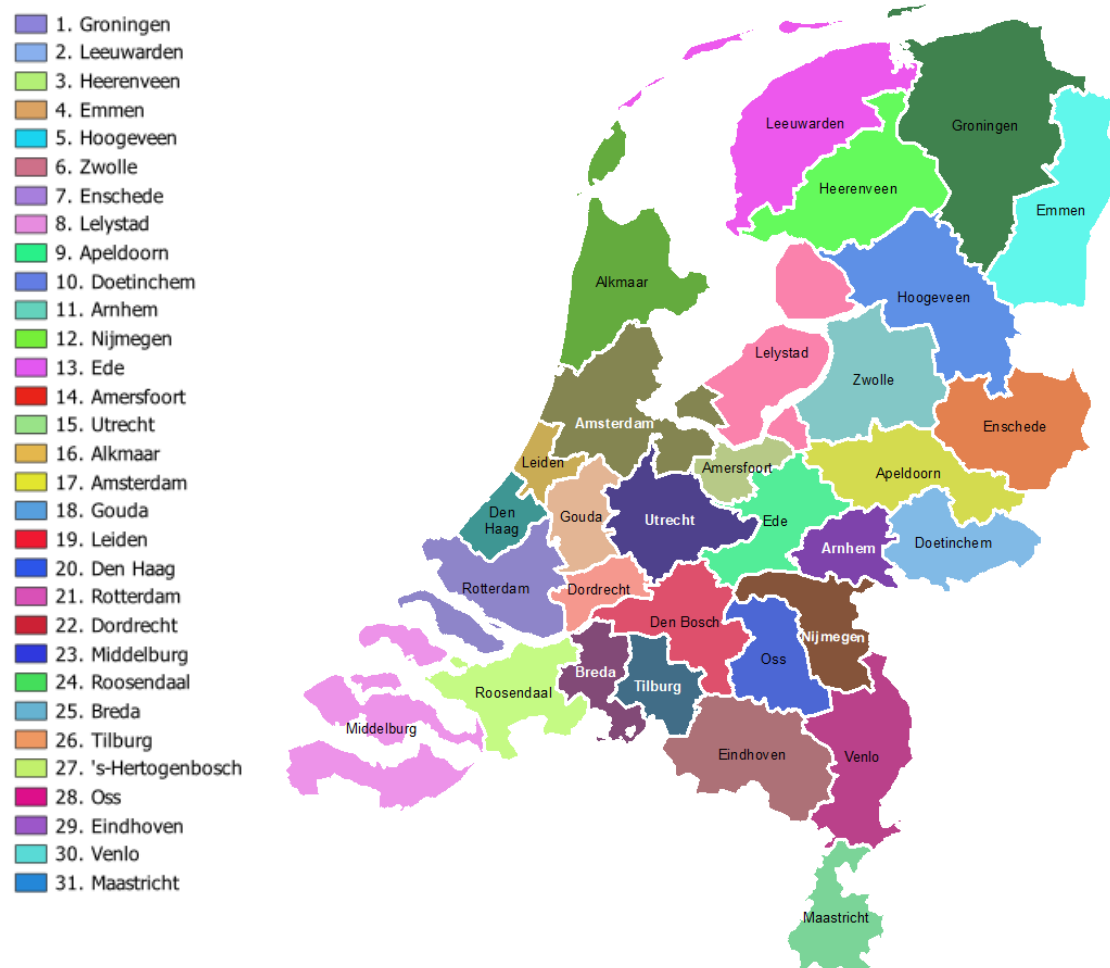 1. Groningen
2. Leeuwarden
3. Heerenveen
4. Emmen
5. Hoogeveen
6. Zwolle
7. Enschede
8. Lelystad
9. Apeldoorn
10. Doetinchem
11. Arnhem
12. Nijmegen
13. Ede
14. Amersfoort
15. Utrecht
16. Alkmaar
17. Amsterdam
18. Gouda
19. Leiden
20. Den Haag
21. Rotterdam
22. Dordrecht
23. Middelburg
24. Roosendaal
25. Breda
26. Tilburg
27. 's-Hertogenbosch
28. Oss
29. Eindhoven
30. Venlo
31. Maastricht
Leeuwarden
Groningen
Heerenveen
Emmen
Alkmaar
Hoogeveen
Lelystad
Zwolle
Amsterdam
Enschede
Leiden
Amersfoort
Apeldoorn
Den
Haag
Gouda
Utrecht
Ede
Arnhem
Doetinchem
Rotterdam
Dordrecht
Den Bosch
Nijmegen
Oss
Breda
Tilburg
Roosendaal
Middelburg
Eindhoven
Venlo
Maastricht